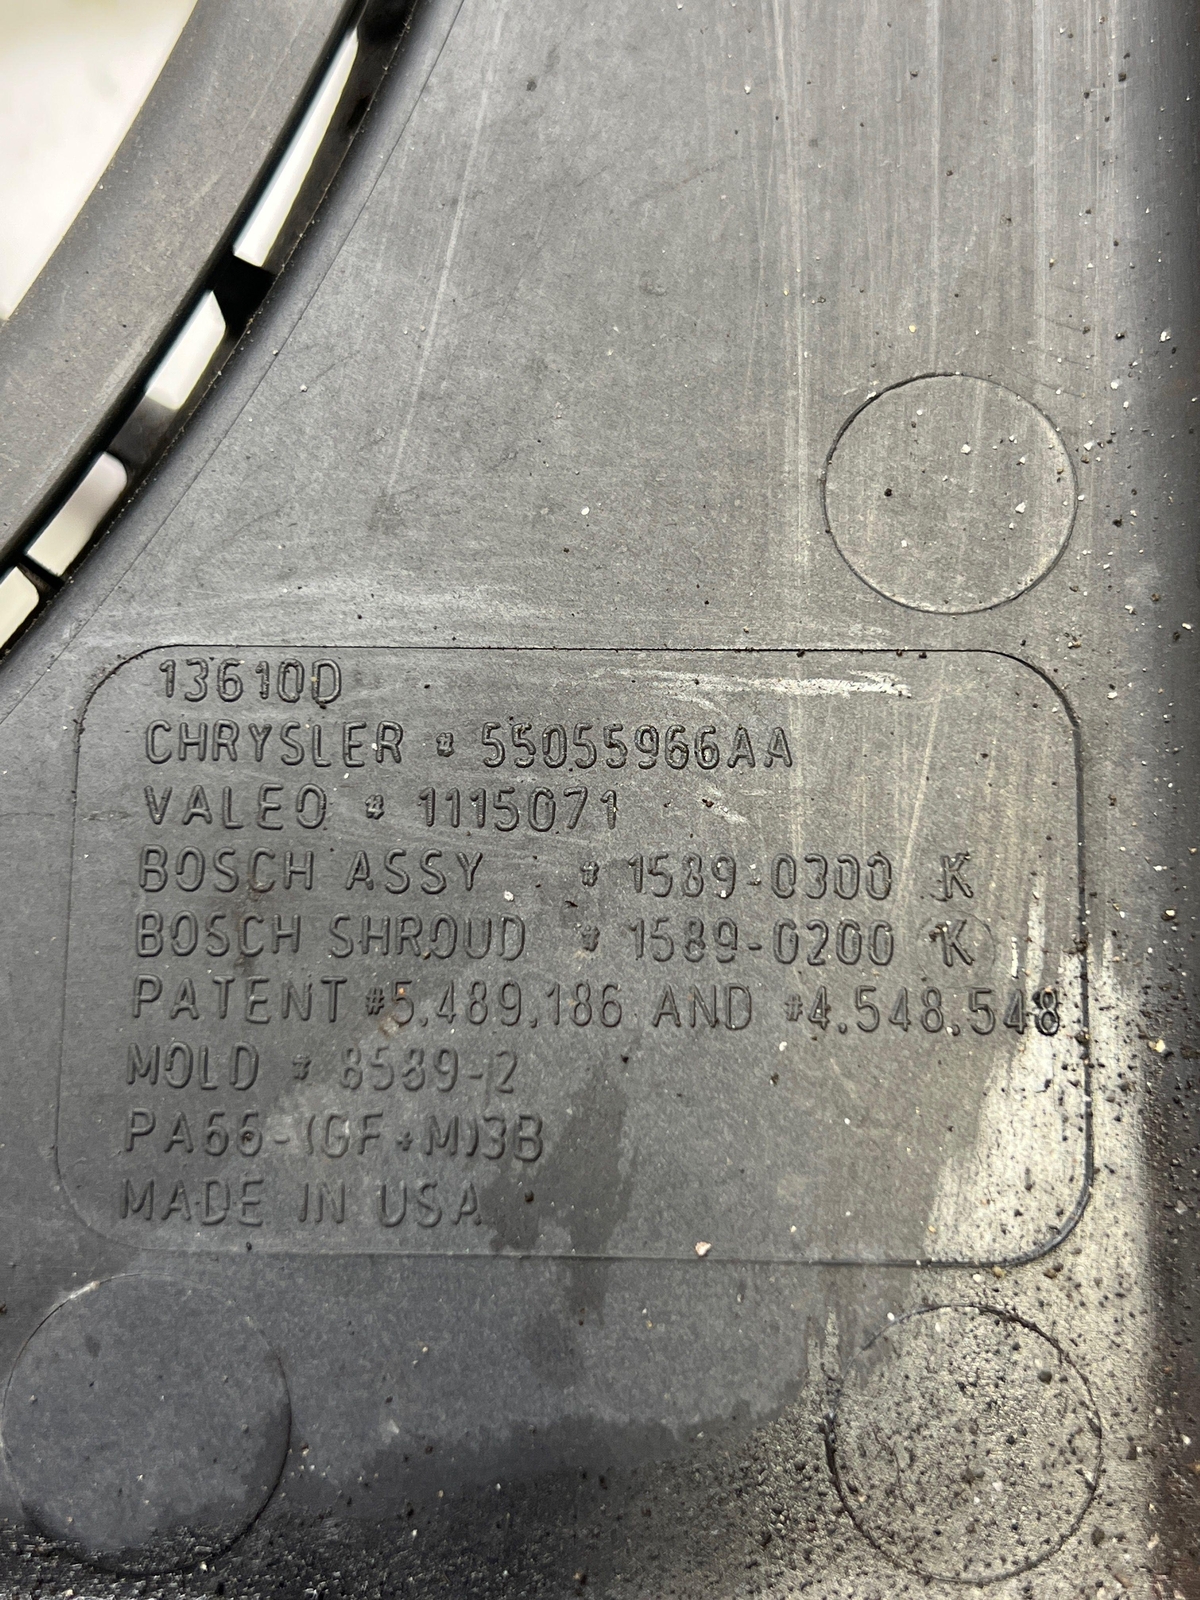 13610D
CHRYSLER # 55055966AA
VALEO # 1115071
BOSCH ASSY # 1589-0300 K
BOSCH SHROUD # 1589-0200 K
PATENT #5,489,186 AND #4,548,548
MOLD # 8589-2
PA66-(GF+M)3B
MADE IN USA